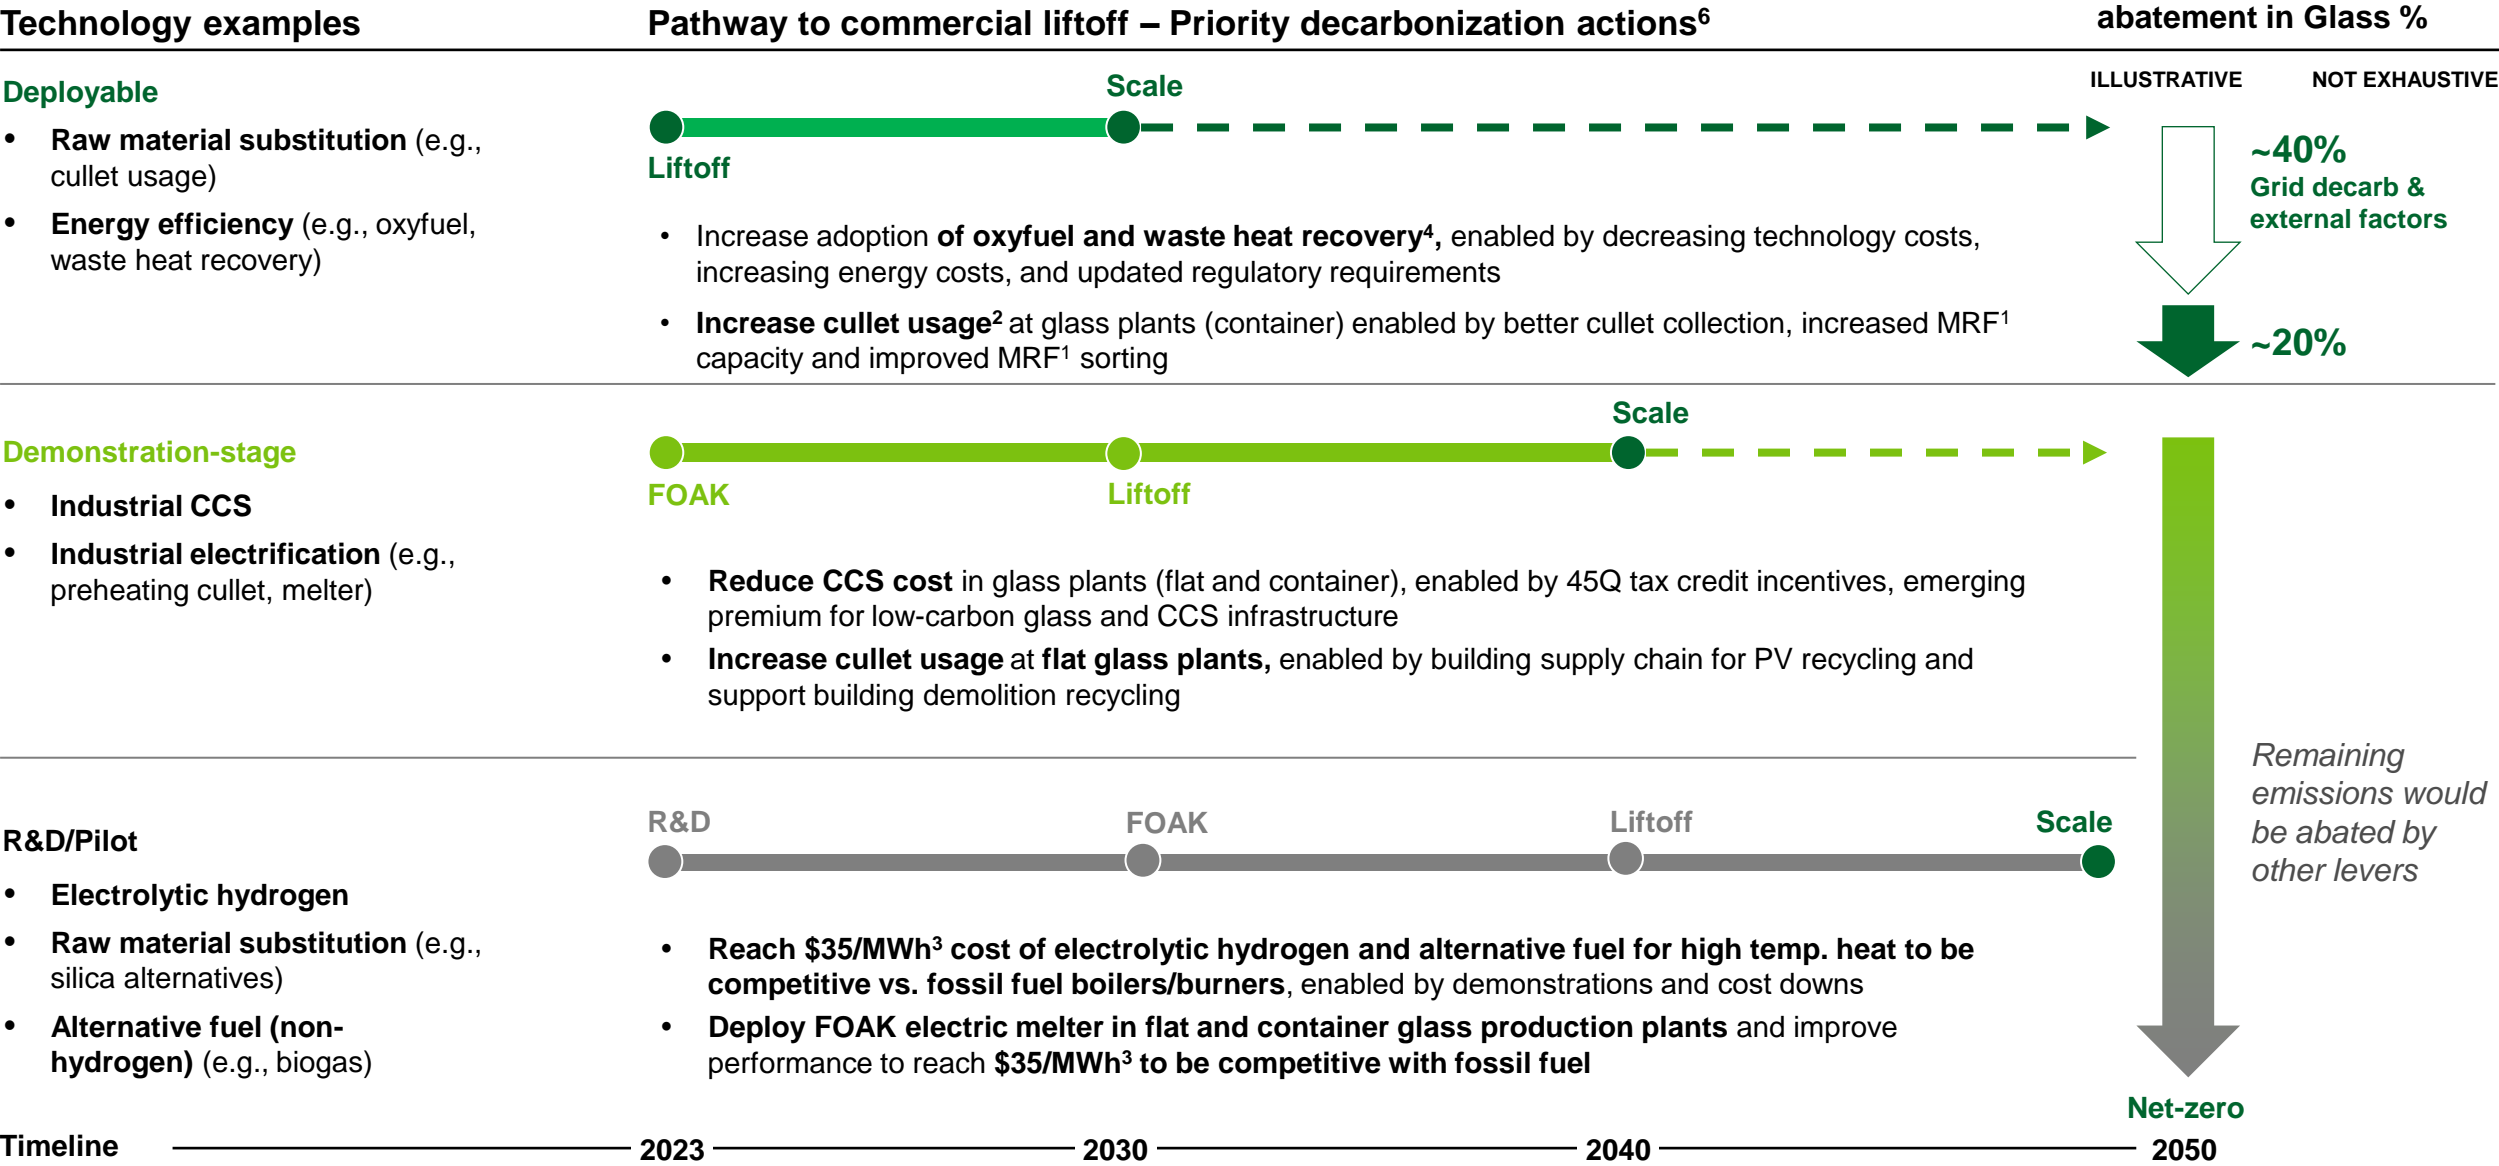 Technology examples
Pathway to commercial liftoff – Priority decarbonization actions⁶
abatement in Glass %
ILLUSTRATIVE
NOT EXHAUSTIVE
Deployable
• Raw material substitution (e.g.,
cullet usage)
• Energy efficiency (e.g., oxyfuel,
waste heat recovery)
Scale
Liftoff
• Increase adoption of oxyfuel and waste heat recovery⁴, enabled by decreasing technology costs,
increasing energy costs, and updated regulatory requirements
• Increase cullet usage² at glass plants (container) enabled by better cullet collection, increased MRF¹
capacity and improved MRF¹ sorting
~40%
Grid decarb &
external factors
~20%
Demonstration-stage
• Industrial CCS
• Industrial electrification (e.g.,
preheating cullet, melter)
Scale
FOAK
Liftoff
• Reduce CCS cost in glass plants (flat and container), enabled by 45Q tax credit incentives, emerging
premium for low-carbon glass and CCS infrastructure
• Increase cullet usage at flat glass plants, enabled by building supply chain for PV recycling and
support building demolition recycling
Remaining
emissions would
be abated by
other levers
R&D/Pilot
• Electrolytic hydrogen
• Raw material substitution (e.g.,
silica alternatives)
• Alternative fuel (non-
hydrogen) (e.g., biogas)
R&D
FOAK
Liftoff
Scale
• Reach $35/MWh³ cost of electrolytic hydrogen and alternative fuel for high temp. heat to be
competitive vs. fossil fuel boilers/burners, enabled by demonstrations and cost downs
• Deploy FOAK electric melter in flat and container glass production plants and improve
performance to reach $35/MWh³ to be competitive with fossil fuel
Net-zero
Timeline
2023
2030
2040
2050